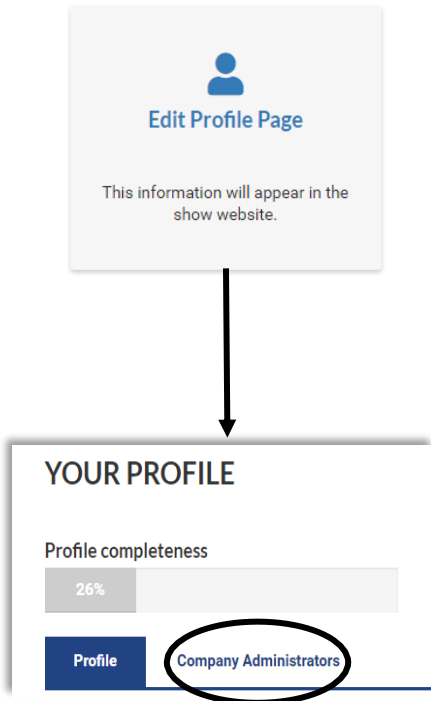 Edit Profile Page
This information will appear in the
show website.
YOUR PROFILE
Profile completeness
26%
Profile
Company Administrators